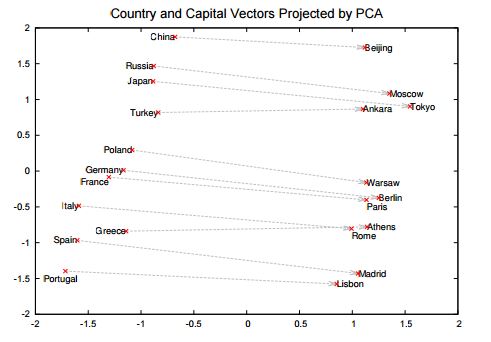 Country and Capital Vectors Projected by PCA
2
1.5
1
0.5
0
-0.5
-1
-1.5
-2
China
Beijing
Russia
Japan
Moscow
Tokyo
Turkey
Ankara
Poland
Warsaw
Germany
France
Berlin
Paris
Italy
Greece
Athens
Rome
Spain
Madrid
Portugal
Lisbon
-2 -1.5 -1 -0.5 0 0.5 1 1.5 2